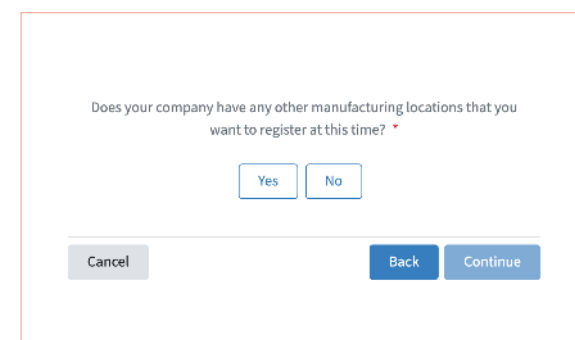 Does your company have any other manufacturing locations that you
want to register at this time? *
Yes No
Cancel Back Continue